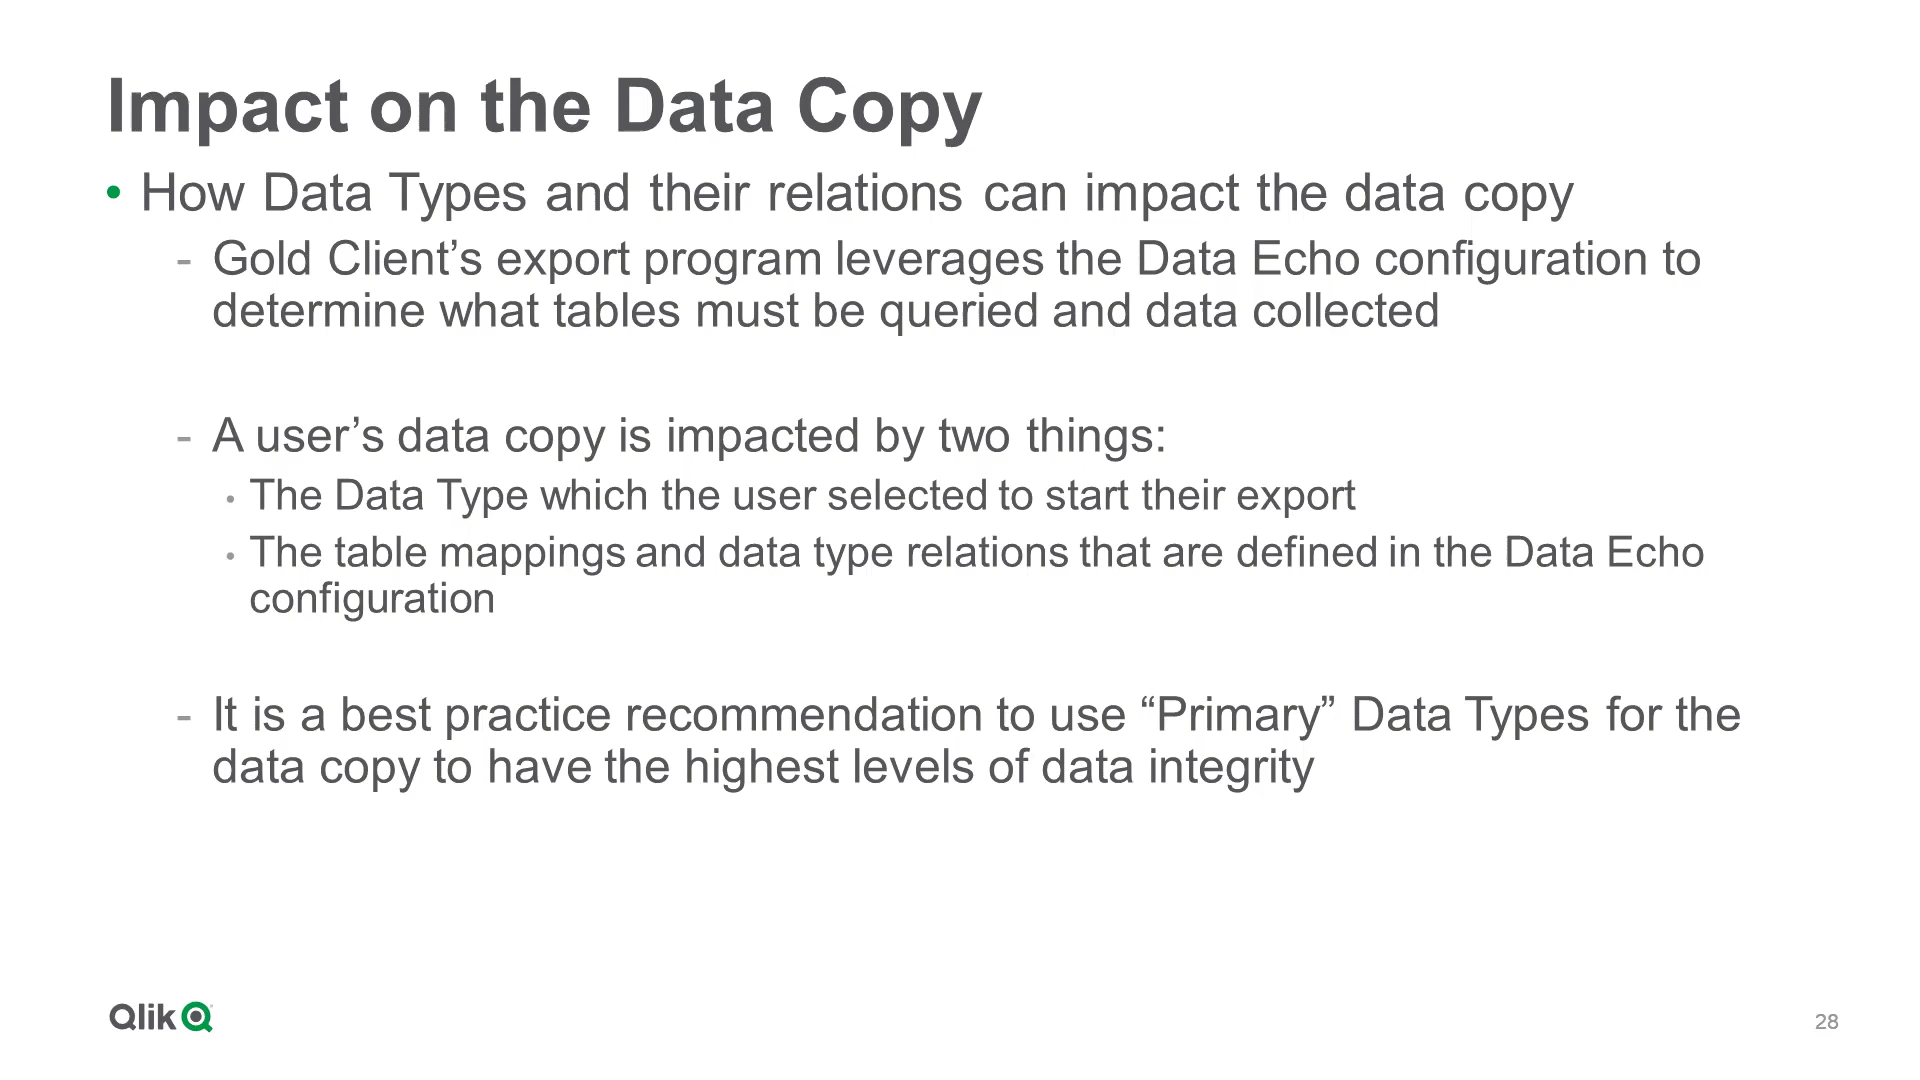 Impact on the Data Copy
• How Data Types and their relations can impact the data copy
- Gold Client’s export program leverages the Data Echo configuration to
determine what tables must be queried and data collected
- A user’s data copy is impacted by two things:
• The Data Type which the user selected to start their export
• The table mappings and data type relations that are defined in the Data Echo
configuration
- It is a best practice recommendation to use “Primary” Data Types for the
data copy to have the highest levels of data integrity
Qlik
28